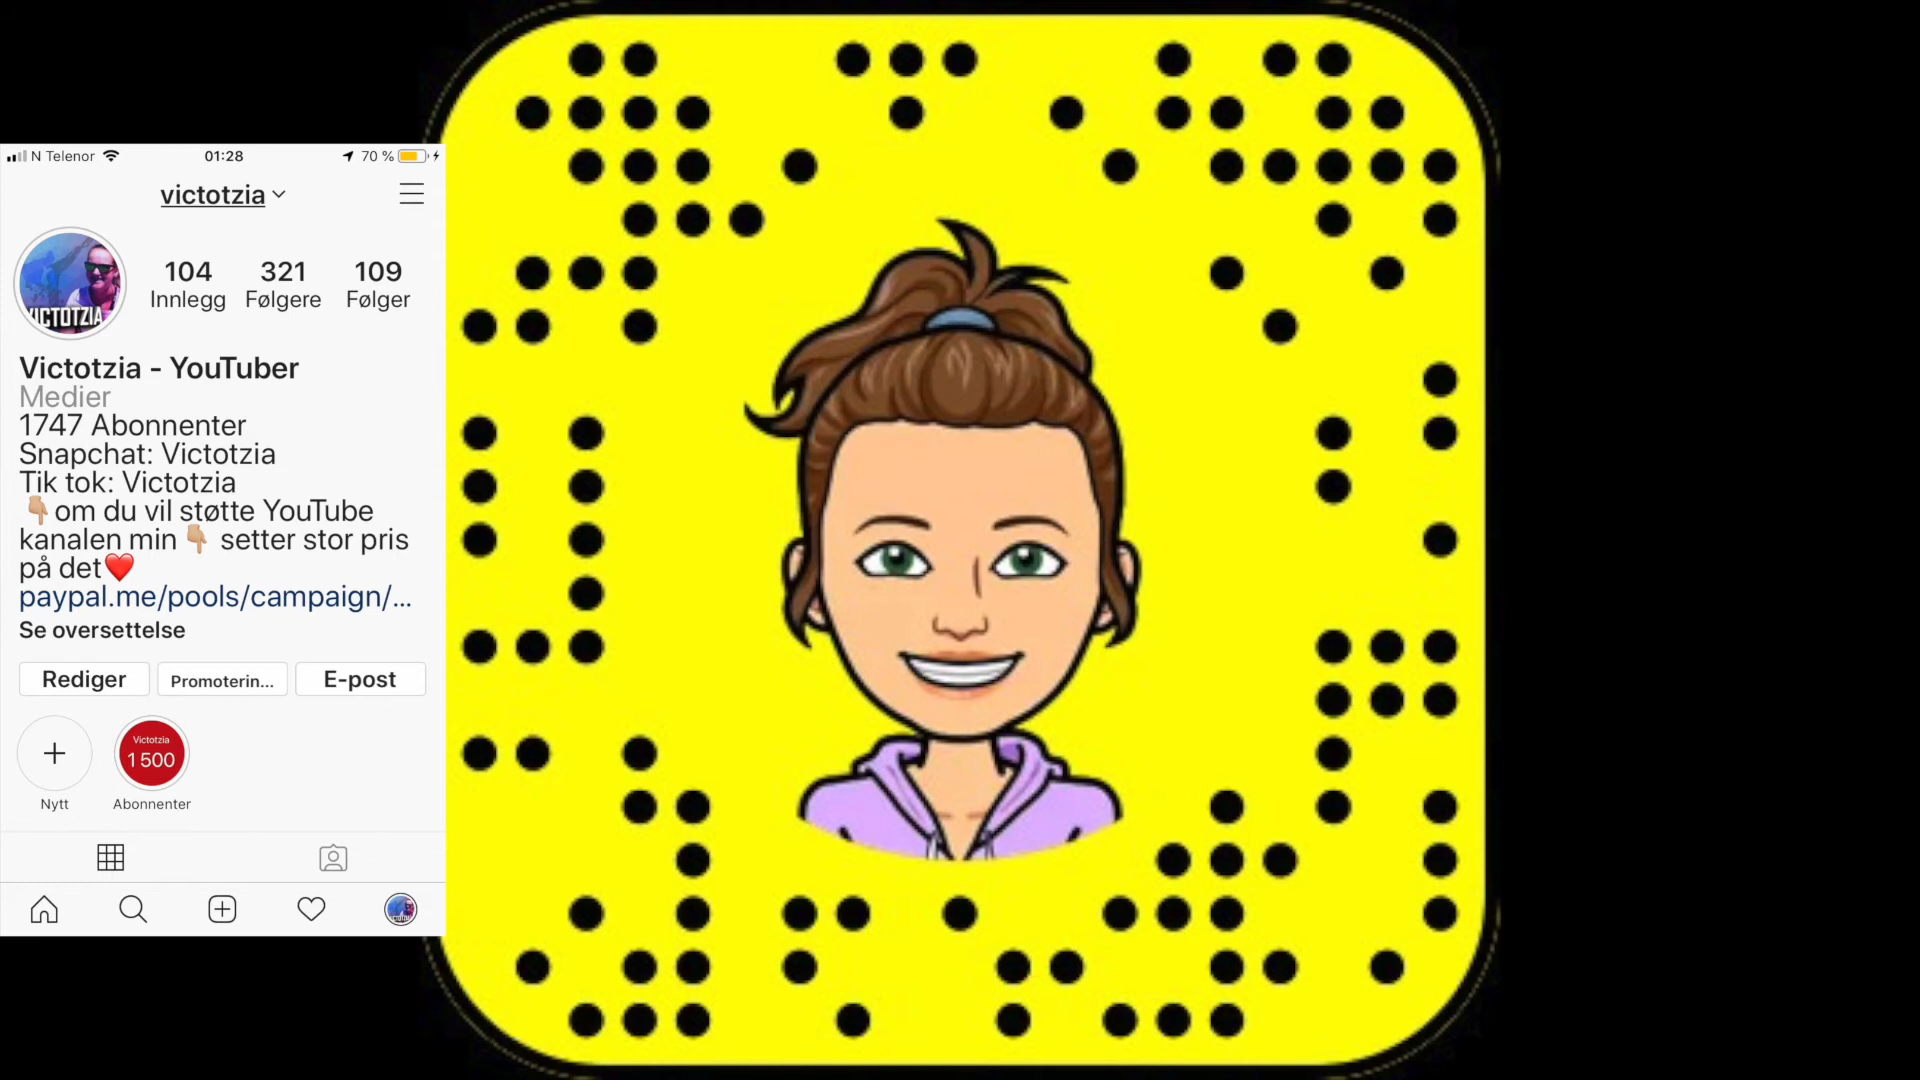 N Telenor 01:28 70 %
victotzia
104 321 109
Innlegg Følgere Følger
VICTOTZIA
Victotzia - YouTuber
Medier
1747 Abonnenter
Snapchat: Victotzia
Tik tok: Victotzia
👇🏼om du vil støtte YouTube
kanalen min👇🏼 setter stor pris
på det❤️
paypal.me/pools/campaign/...
Se oversettelse
Rediger Promoterin... E-post
Victotzia
1 500
Nytt Abonnenter